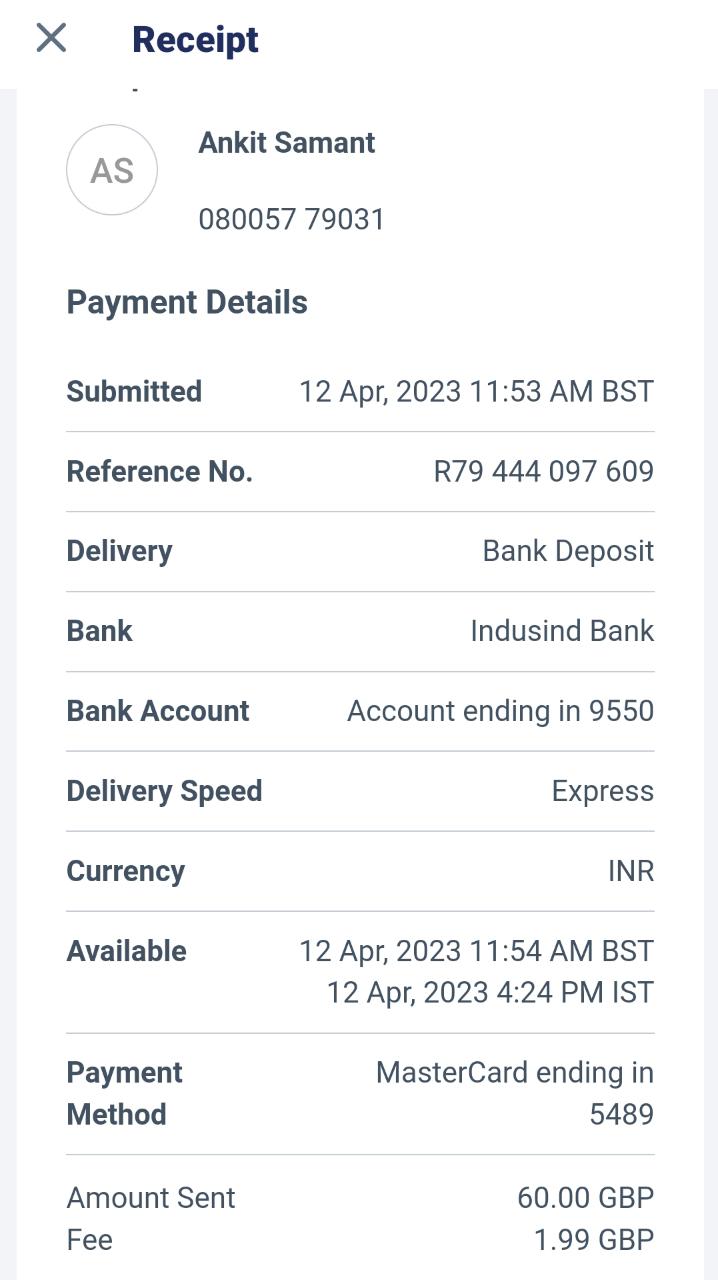 Receipt
AS
Ankit Samant
080057 79031
Payment Details
Submitted 12 Apr, 2023 11:53 AM BST
Reference No. R79 444 097 609
Delivery Bank Deposit
Bank Indusind Bank
Bank Account Account ending in 9550
Delivery Speed Express
Currency INR
Available 12 Apr, 2023 11:54 AM BST
12 Apr, 2023 4:24 PM IST
Payment MasterCard ending in
Method 5489
Amount Sent 60.00 GBP
Fee 1.99 GBP